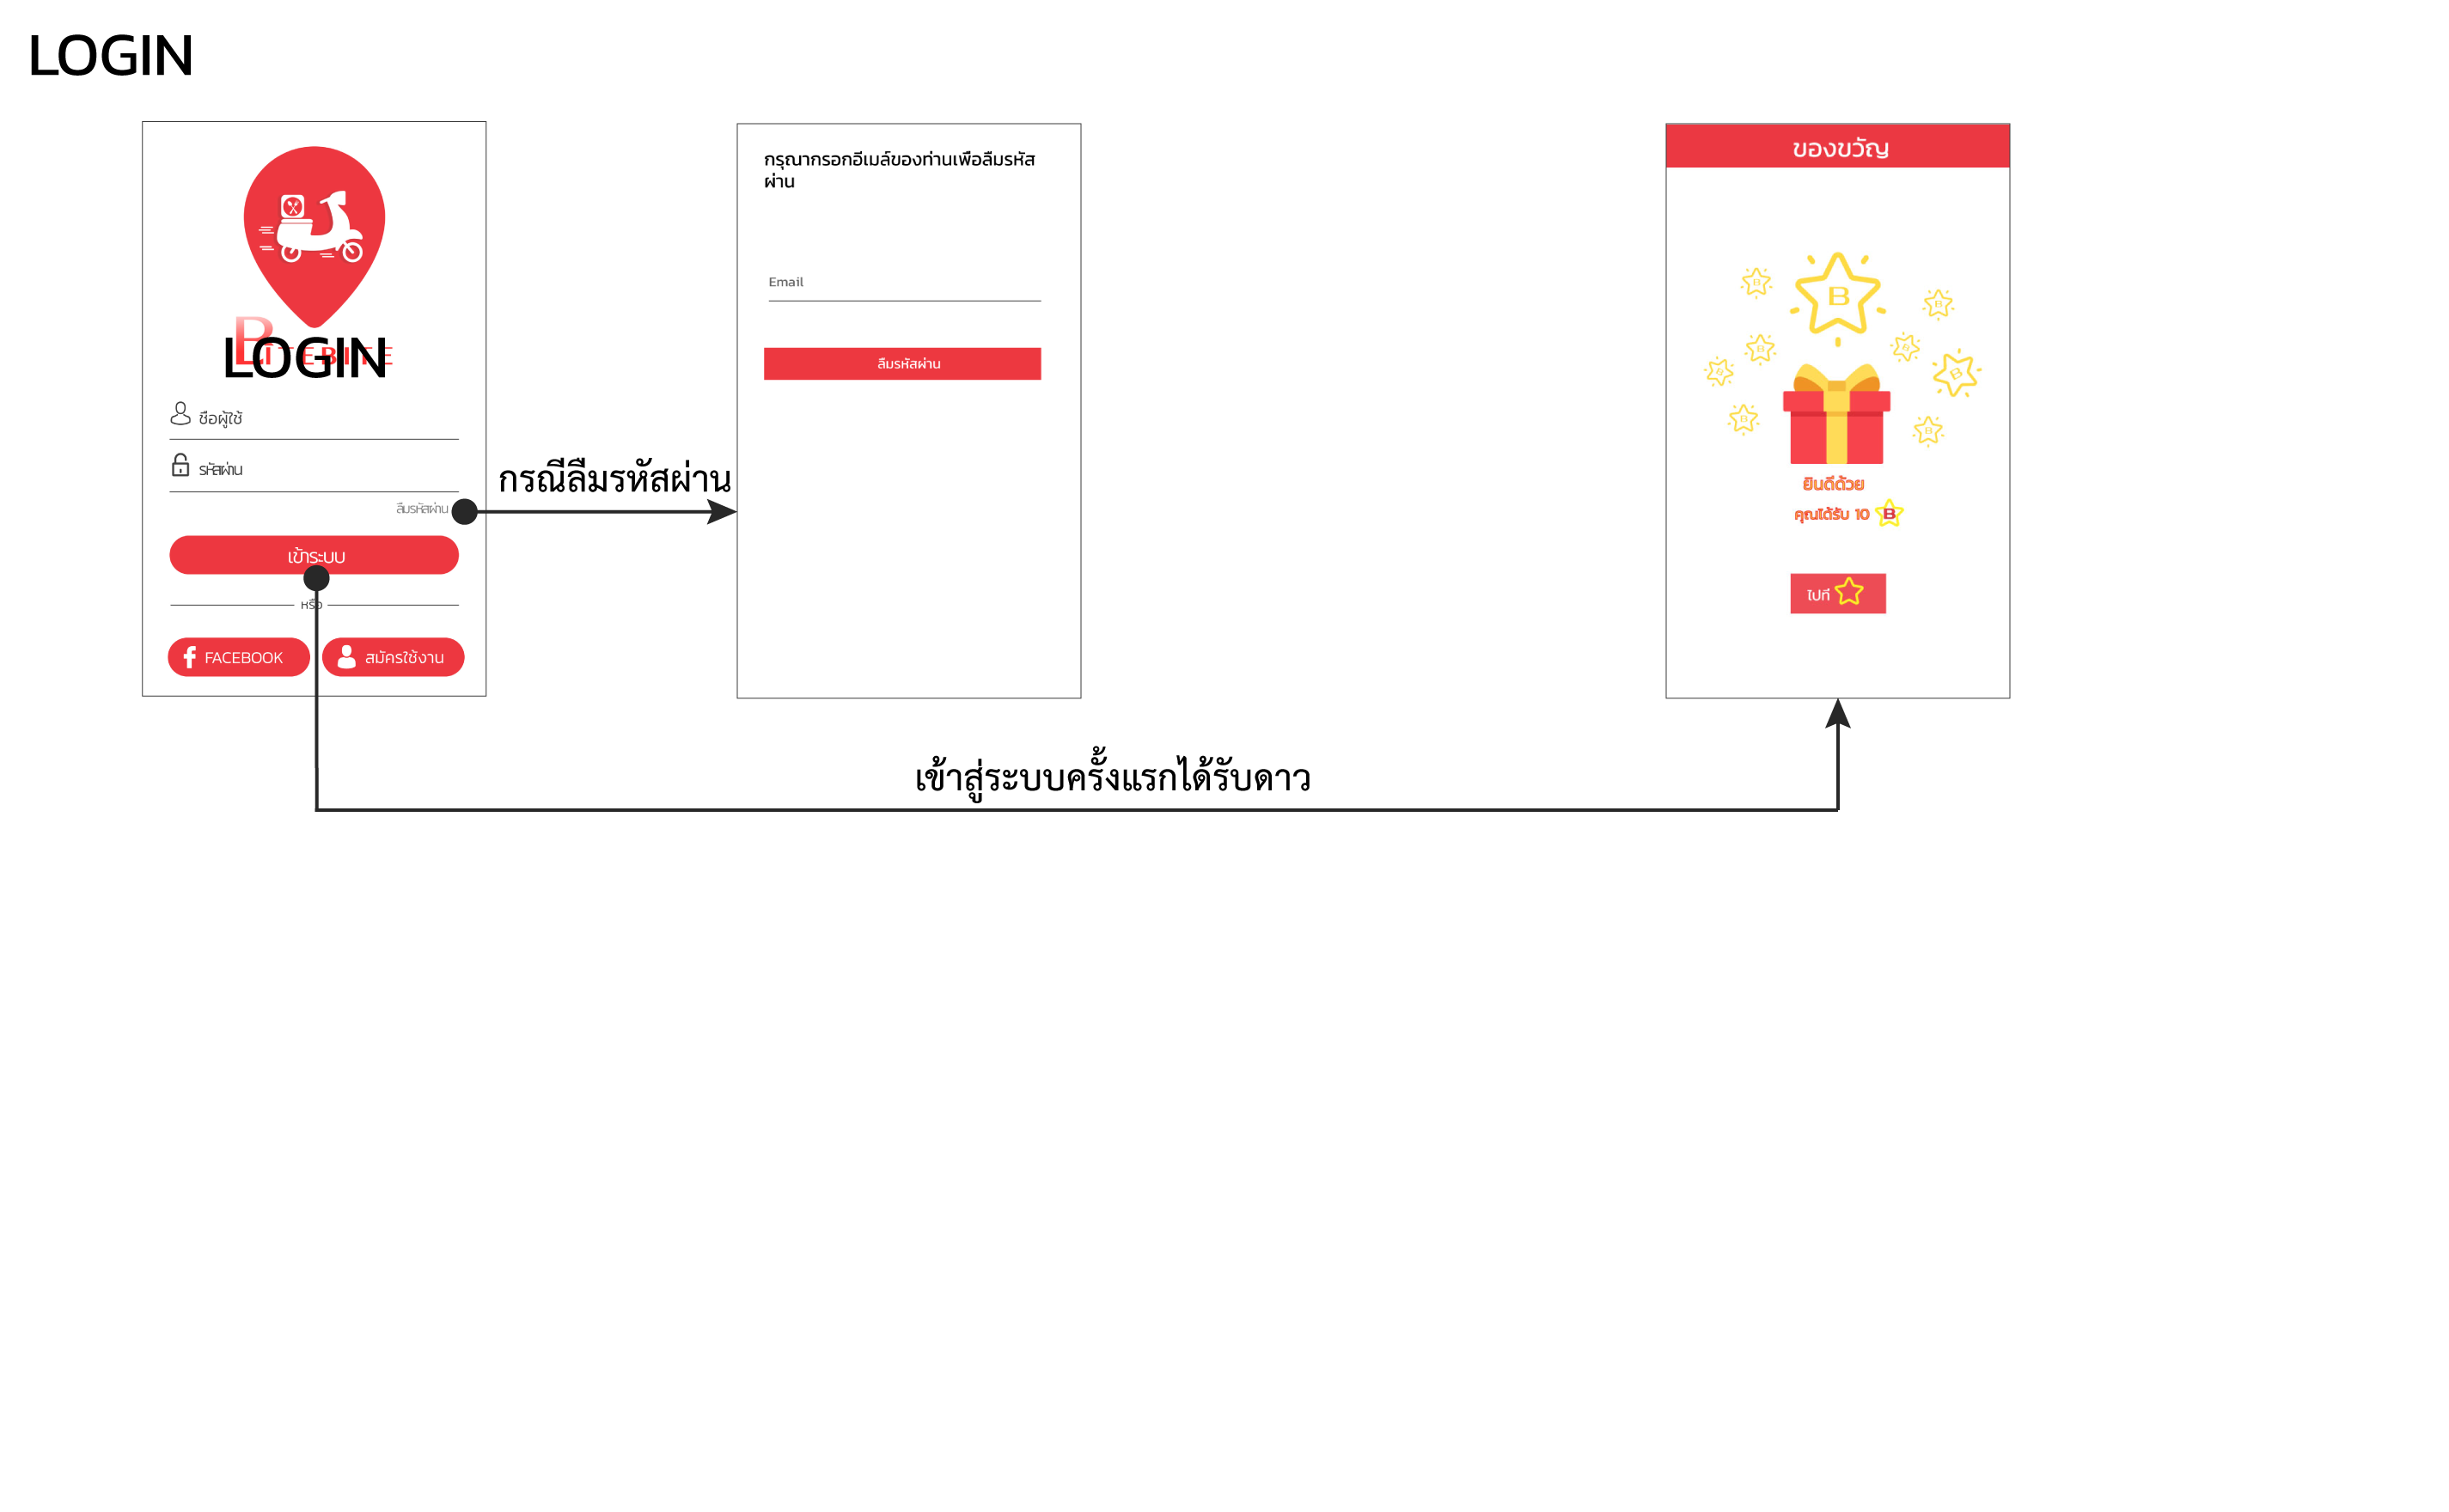 LOGIN
LOGIN
ชื่อผู้ใช้
รหัสผ่าน
ลืมรหัสผ่าน
เข้าระบบ
หรือ
FACEBOOK
สมัครใช้งาน
กรณีลืมรหัสผ่าน
กรุณากรอกอีเมล์ของท่านเพื่อลืมรหัส
ผ่าน
Email
ลืมรหัสผ่าน
ของขวัญ
B
B
B
B
B
B
B
B
ยินดีด้วย
คุณได้รับ 10 B
ไปที่
เข้าสู่ระบบครั้งแรกได้รับดาว